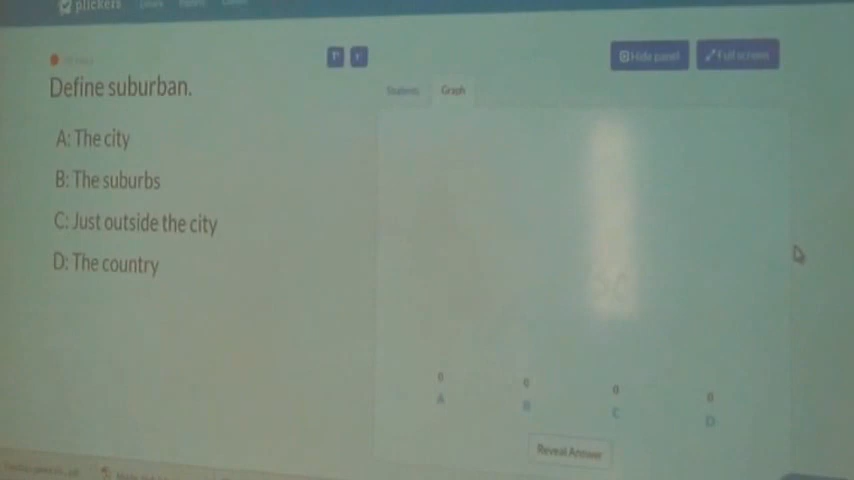 plickers
Hide panel
Full screen
Define suburban.
Students
Graph
A: The city
B: The suburbs
C: Just outside the city
D: The country
0
0
0
0
A
B
C
D
Reveal Answer